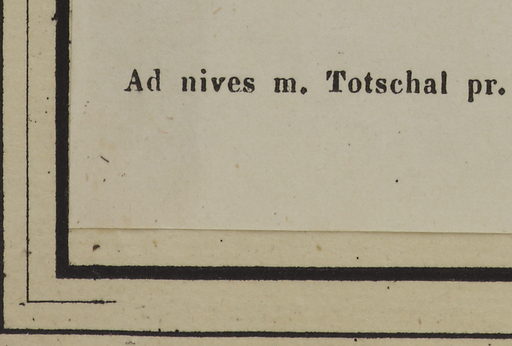 Ad nives m. Totschal pr.